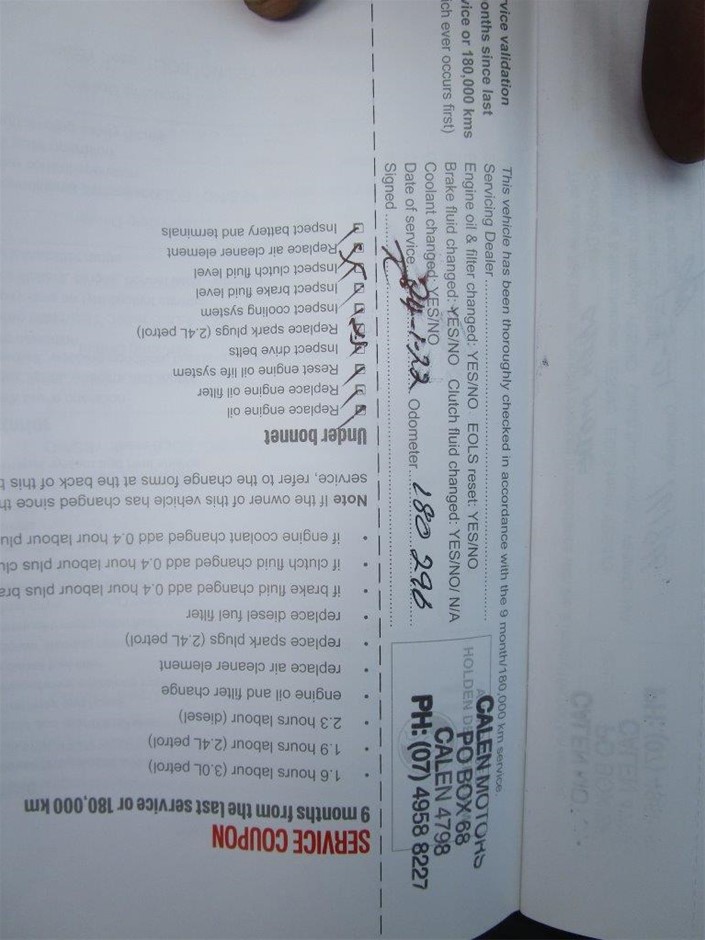 SERVICE COUPON
9 months from the last service or 180,000 km
• 1.6 hours labour (3.0L petrol)
• 1.9 hours labour (2.4L petrol)
• 2.3 hours labour (diesel)
• engine oil and filter change
• replace air cleaner element
• replace spark plugs (2.4L petrol)
• replace diesel fuel filter
• if brake fluid changed add 0.4 hour labour plus bra
• if clutch fluid changed add 0.4 hour labour plus clu
• if engine coolant changed add 0.4 hour labour plu
Note If the owner of this vehicle has changed since th
service, refer to the change forms at the back of this b
Under bonnet
Replace engine oil
Replace engine oil filter
Reset engine oil life system
Inspect drive belts
Replace spark plugs (2.4L petrol)
Inspect cooling system
Inspect brake fluid level
Inspect clutch fluid level
Replace air cleaner element
Inspect battery and terminals
rvice validation
onths since last
vice or 180,000 kms
ich ever occurs first)
This vehicle has been thoroughly checked in accordance with the 9 month/180,000 km service.
Servicing Dealer
Engine oil & filter changed: YES/NO EOLS reset: YES/NO
Brake fluid changed: YES/NO Clutch fluid changed: YES/NO/ N/A
Coolant changed: YES/NO
Date of service 24-1-22 Odometer 180 296
Signed
HOLDEN
CALEN MOTORS
PO BOX 68
CALEN 4798
PH: (07) 4958 8227